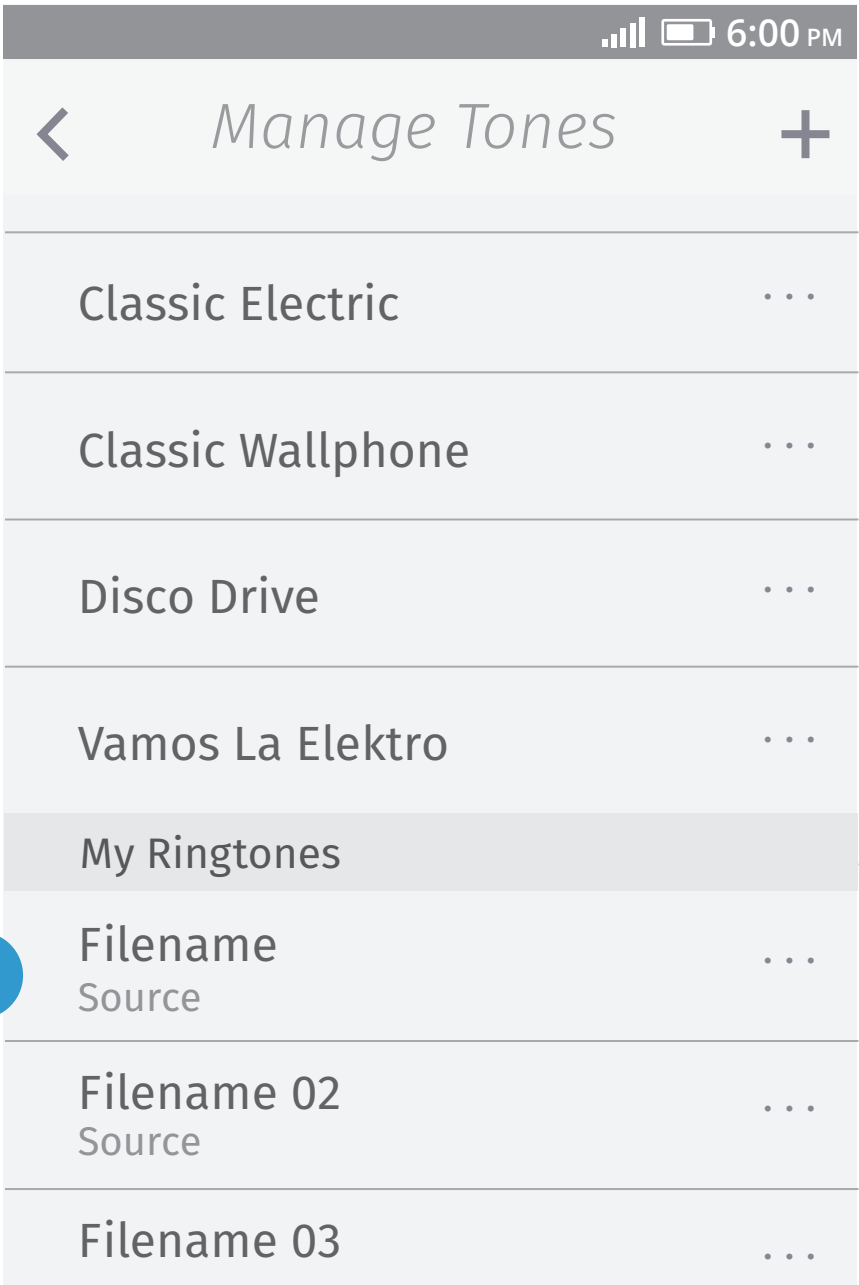 6:00 PM
Manage Tones
Classic Electric
Classic Wallphone
Disco Drive
Vamos La Elektro
My Ringtones
Filename
Source
Filename 02
Source
Filename 03